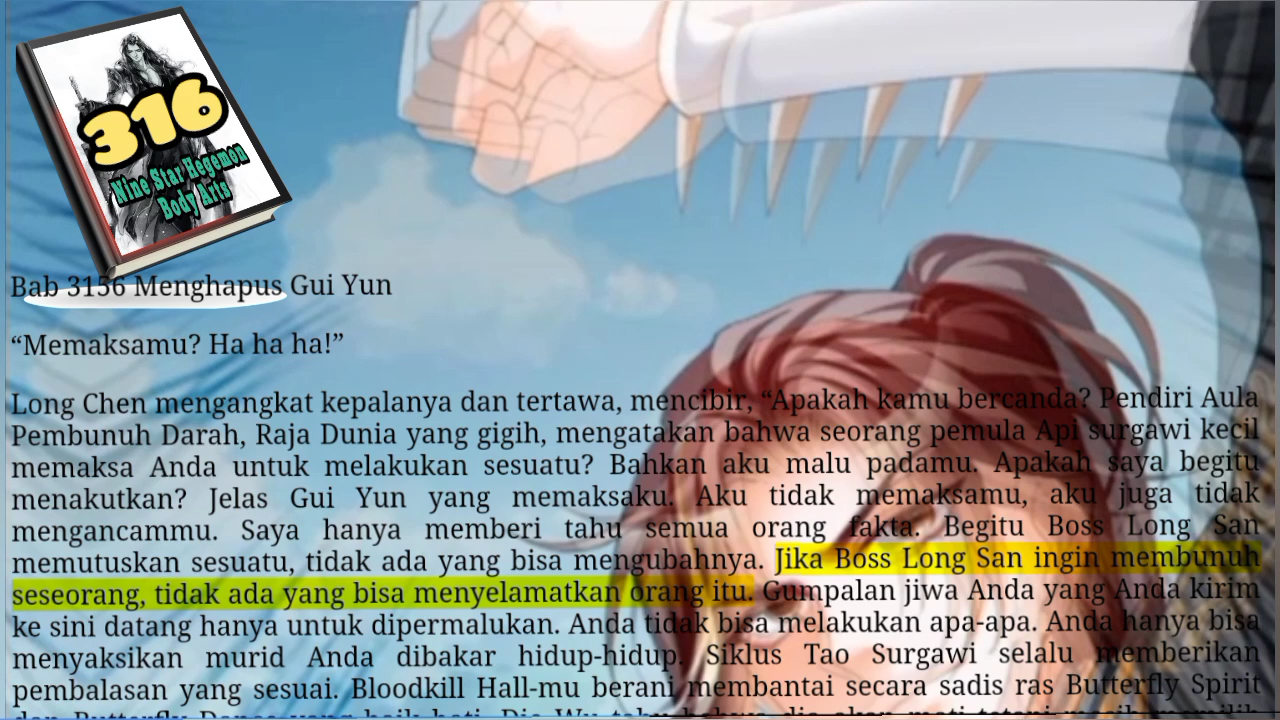 316
Nine Star Hegemon
Body Arts
Bab 3156 Menghapus Gui Yun
“Memaksamu? Ha ha ha!”
Long Chen mengangkat kepalanya dan tertawa, mencibir, “Apakah kamu bercanda? Pendiri Aula
Pembunuh Darah, Raja Dunia yang gigih, mengatakan bahwa seorang pemula Api surgawi kecil
memaksa Anda untuk melakukan sesuatu? Bahkan aku malu padamu. Apakah saya begitu
menakutkan? Jelas Gui Yun yang memaksaku. Aku tidak memaksamu, aku juga tidak
mengancammu. Saya hanya memberi tahu semua orang fakta. Begitu Boss Long San
memutuskan sesuatu, tidak ada yang bisa mengubahnya. Jika Boss Long San ingin membunuh
seseorang, tidak ada yang bisa menyelamatkan orang itu. Gumpalan jiwa Anda yang Anda kirim
ke sini datang hanya untuk dipermalukan. Anda tidak bisa melakukan apa-apa. Anda hanya bisa
menyaksikan murid Anda dibakar hidup-hidup. Siklus Tao Surgawi selalu memberikan
pembalasan yang sesuai. Bloodkill Hall-mu berani membantai secara sadis ras Butterfly Spirit